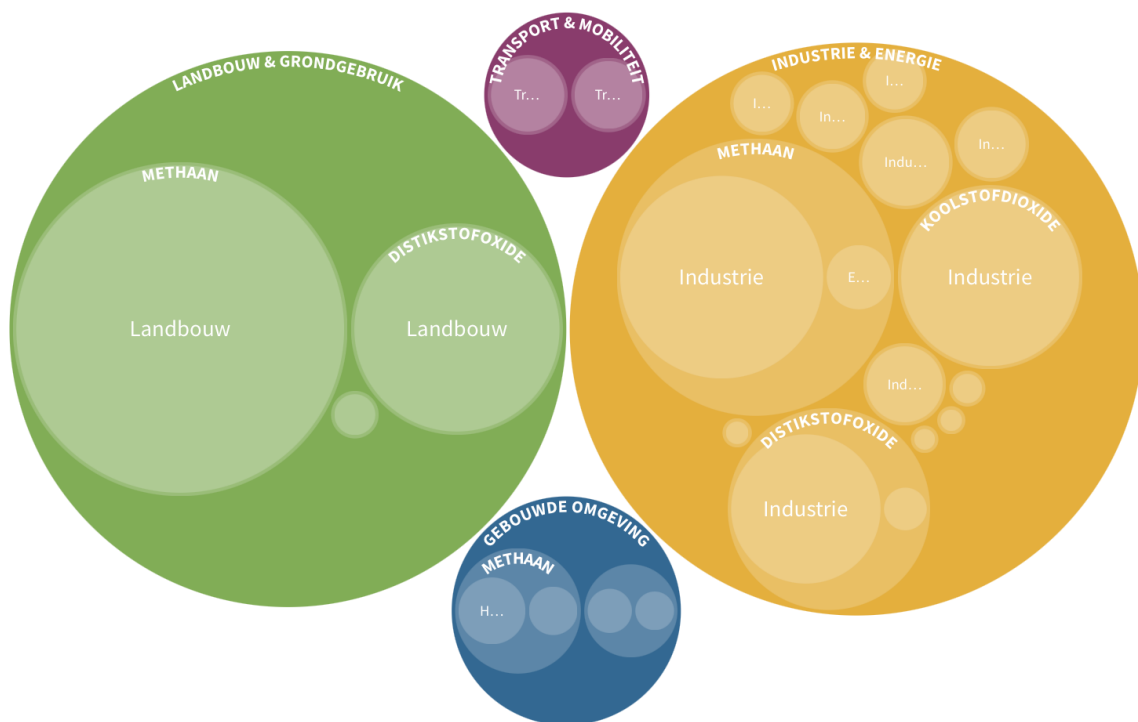 LANDBOUW & GRONDGEBRUIK
METHAAN
Landbouw
DISTIKSTOFOXIDE
Landbouw
TRANSPORT & MOBILITEIT
Tr...
Tr...
INDUSTRIE & ENERGIE
I...
I...
In...
Indu...
In...
METHAAN
Industrie
E...
KOOLSTOFDIOXIDE
Industrie
Ind...
DISTIKSTOFOXIDE
Industrie
GEBOUWDE OMGEVING
METHAAN
H...